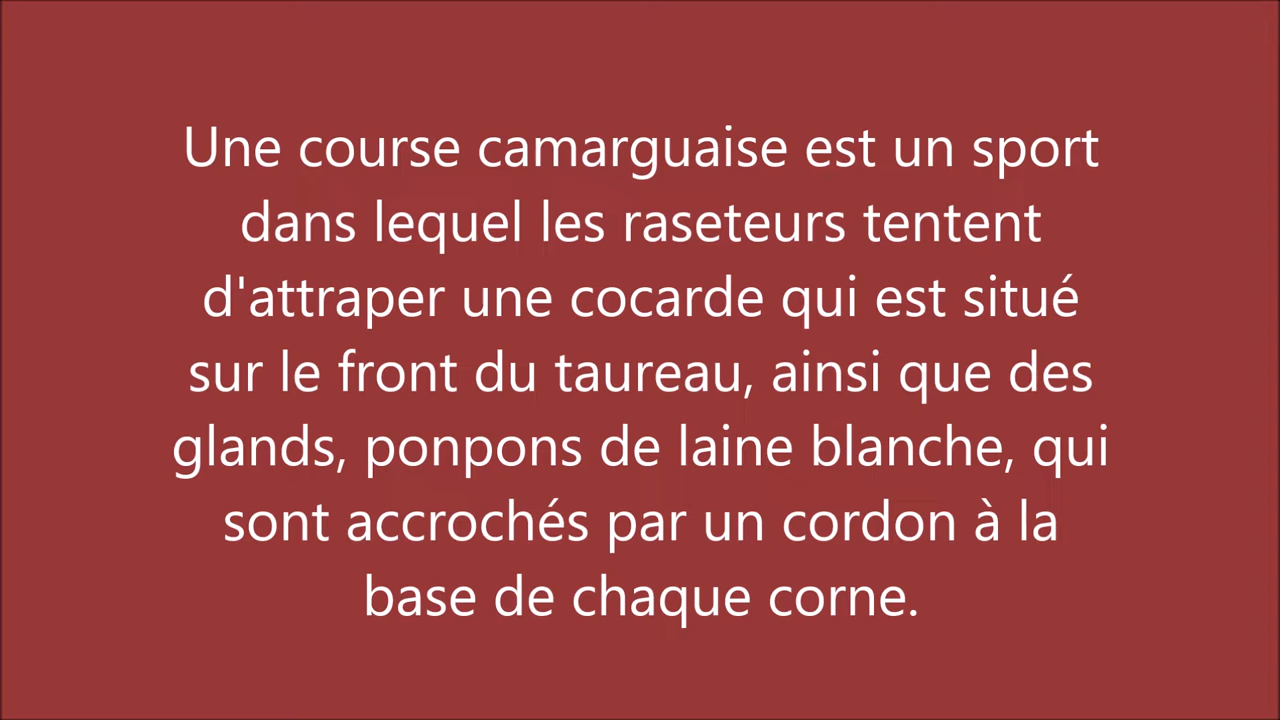 Une course camarguaise est un sport
dans lequel les raseteurs tentent
d'attraper une cocarde qui est situé
sur le front du taureau, ainsi que des
glands, ponpons de laine blanche, qui
sont accrochés par un cordon à la
base de chaque corne.